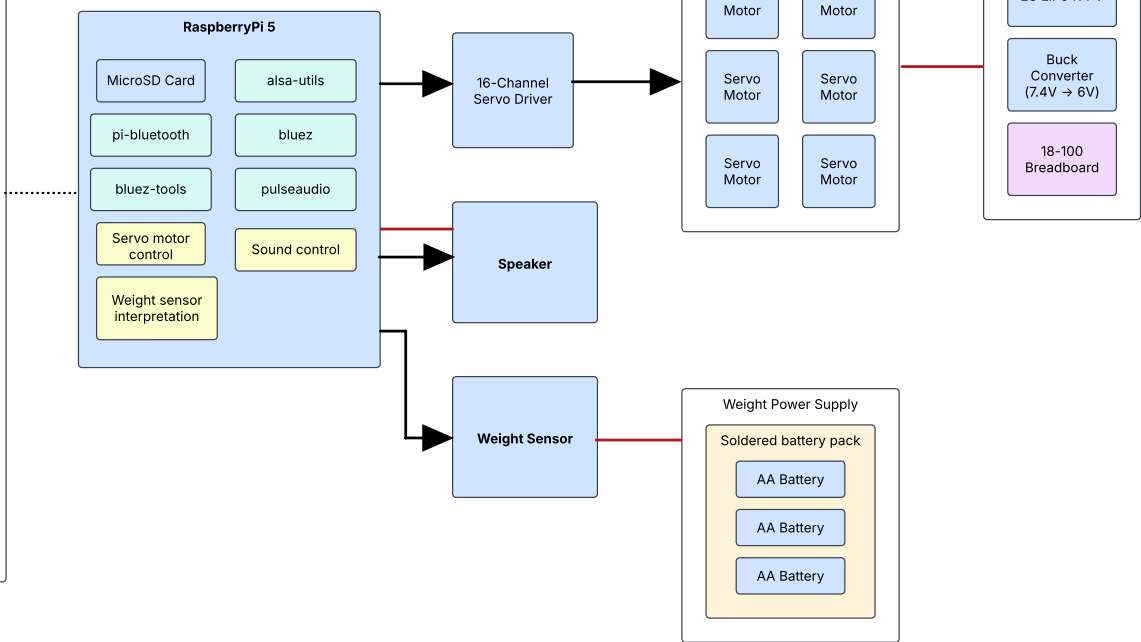 RaspberryPi 5
MicroSD Card
alsa-utils
pi-bluetooth
bluez
bluez-tools
pulseaudio
Servo motor
control
Sound control
Weight sensor
interpretation
16-Channel
Servo Driver
Speaker
Weight Sensor
Motor
Motor
Servo
Motor
Servo
Motor
Servo
Motor
Servo
Motor
Buck
Converter
(7.4V → 6V)
18-100
Breadboard
Weight Power Supply
Soldered battery pack
AA Battery
AA Battery
AA Battery